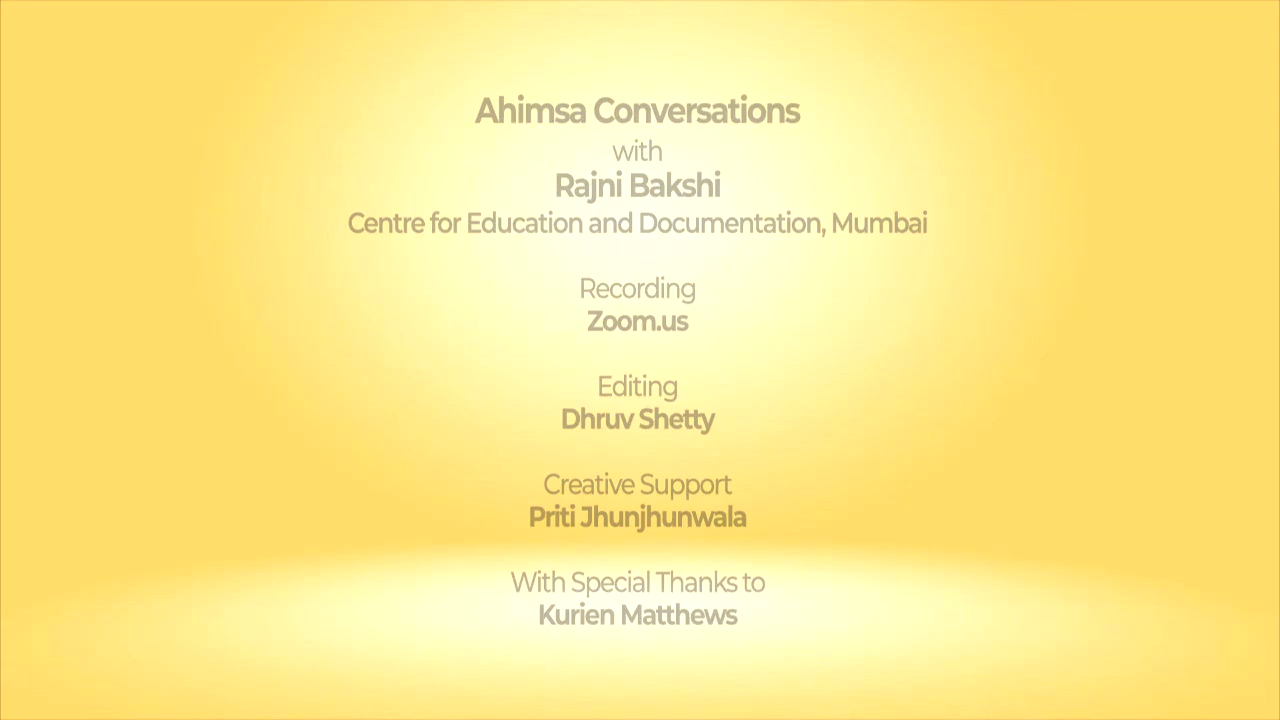 Ahimsa Conversations
with
Rajni Bakshi
Centre for Education and Documentation, Mumbai
Recording
Zoom.us
Editing
Dhruv Shetty
Creative Support
Priti Jhunjhunwala
With Special Thanks to
Kurien Matthews